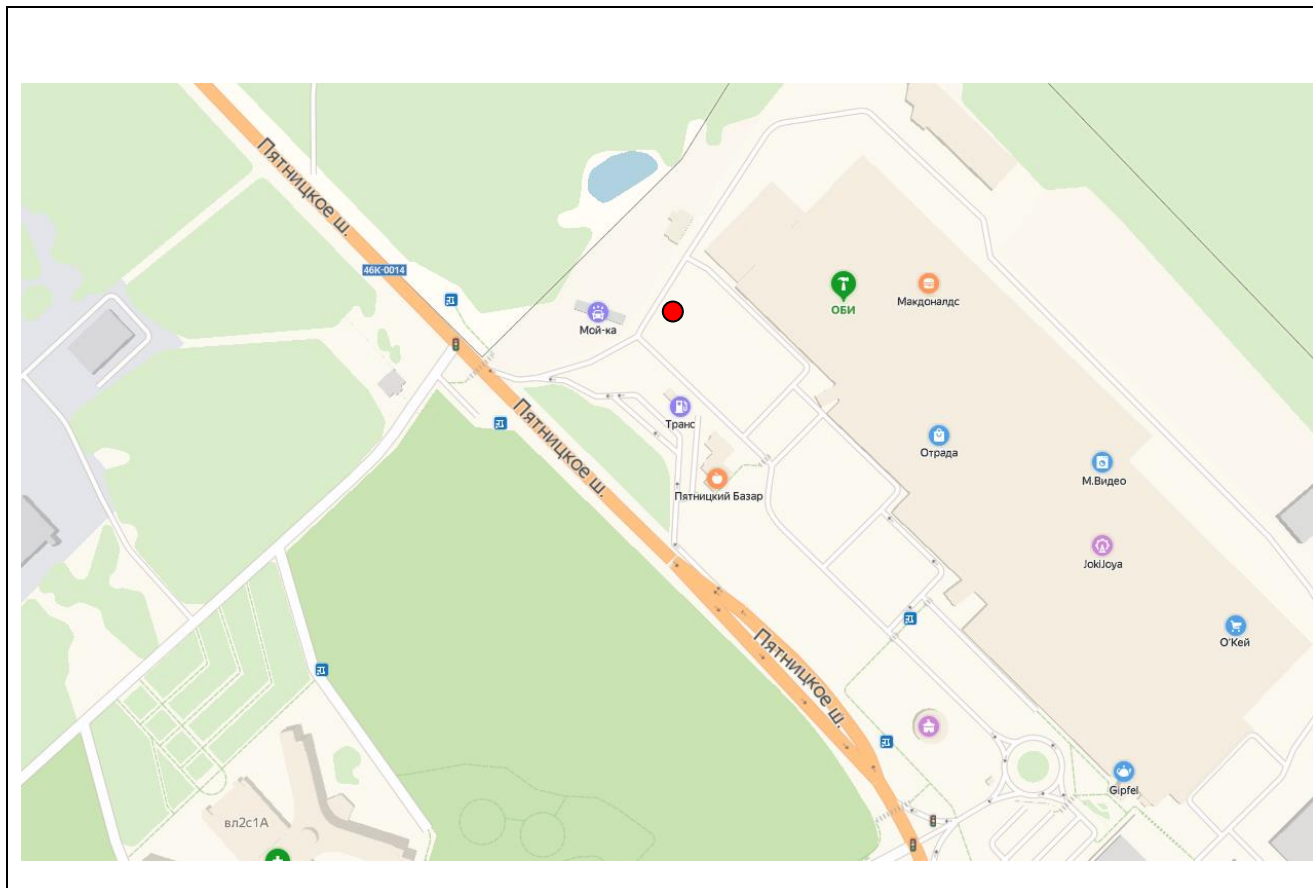 Пятницкое ш.
46К-0014
Мой-ка
ОБИ
Макдоналдс
Пятницкое ш.
Транс
Отрада
М.Видео
Пятницкий Базар
JokiJoya
О'Кей
Пятницкое ш.
Gipfel
вл2с1А